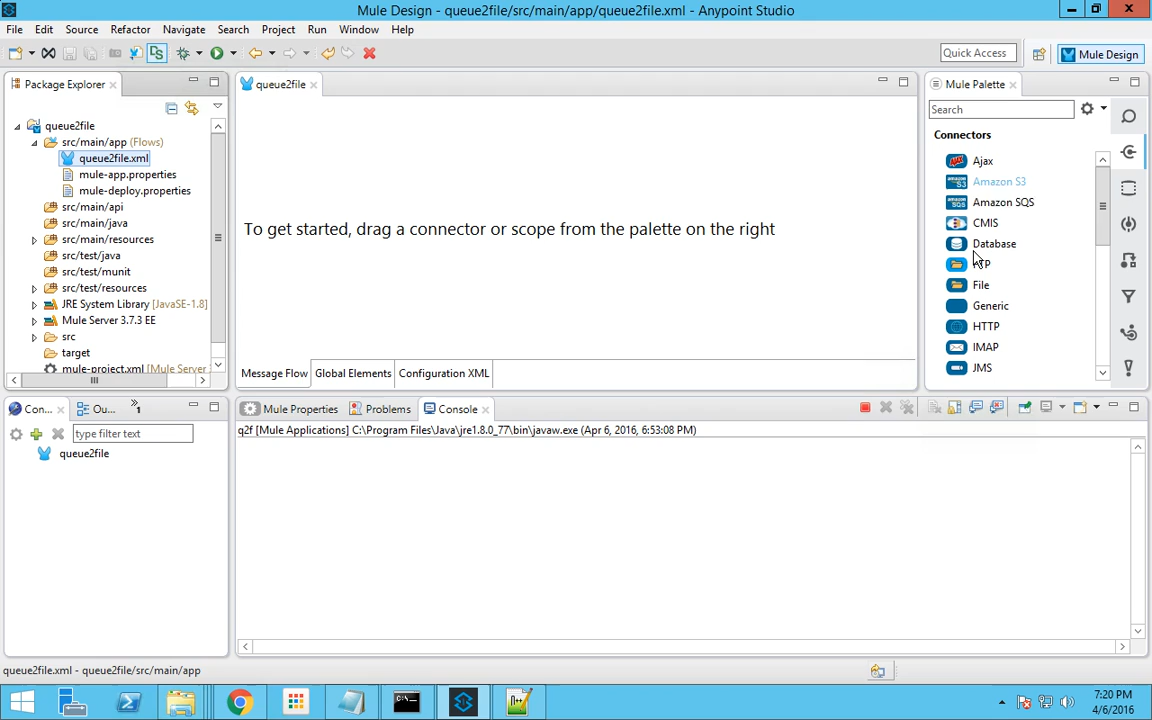 Mule Design - queue2file/src/main/app/queue2file.xml - Anypoint Studio
File Edit Source Refactor Navigate Search Project Run Window Help
Quick Access
Mule Design
Package Explorer
queue2file
src/main/app (Flows)
queue2file.xml
mule-app.properties
mule-deploy.properties
src/main/api
src/main/java
src/main/resources
src/test/java
src/test/munit
src/test/resources
JRE System Library [JavaSE-1.8]
Mule Server 3.7.3 EE
src
target
mule-project.xml [Mule Server
queue2file
To get started, drag a connector or scope from the palette on the right
Message Flow Global Elements Configuration XML
Mule Palette
Search
Connectors
Ajax
Amazon S3
Amazon SQS
CMIS
Database
File
Generic
HTTP
IMAP
JMS
Con... Ou... 1
type filter text
queue2file
Mule Properties Problems Console
q2f [Mule Applications] C:\Program Files\Java\jre1.8.0_77\bin\javaw.exe (Apr 6, 2016, 6:53:08 PM)
queue2file.xml - queue2file/src/main/app
7:20 PM
4/6/2016